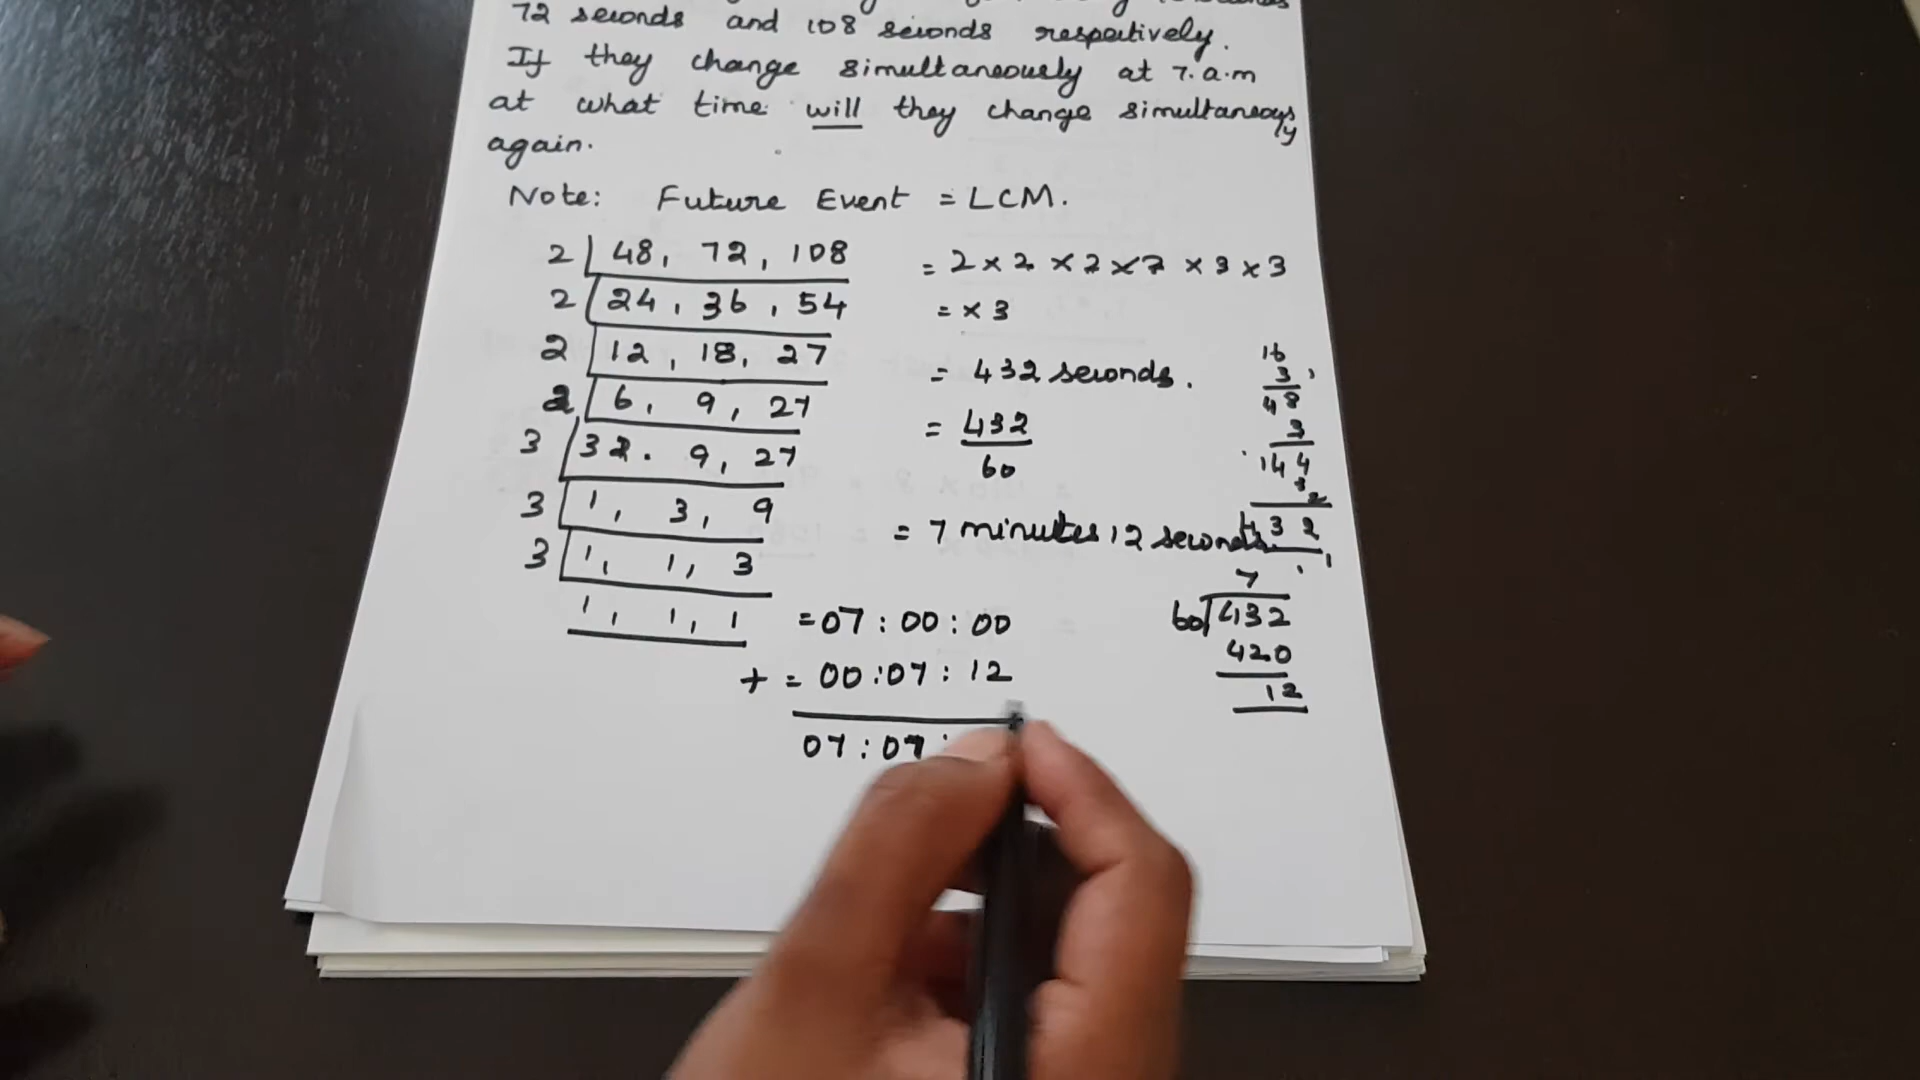 72 seconds and 108 seconds respectively.
If they change simultaneously at 7.a.m
at what time will they change simultaneosly
again.
Note: Future Event = LCM.
2 48, 72, 108 = 2 × 2 × 2 × 2 × 3 × 3
2 24, 36, 54 = × 3
2 12, 18, 27 = 432 seconds.
2 6, 9, 27 = 432
60
3 3 . 9, 27
3 1, 3, 9 = 7 minutes 12 seconds.
3 1, 1, 3
1, 1, 1 = 07 : 00 : 00
+ = 00 : 07 : 12
07 : 07 :
16
3
48
3
144
3
432
7
60 432
420
12